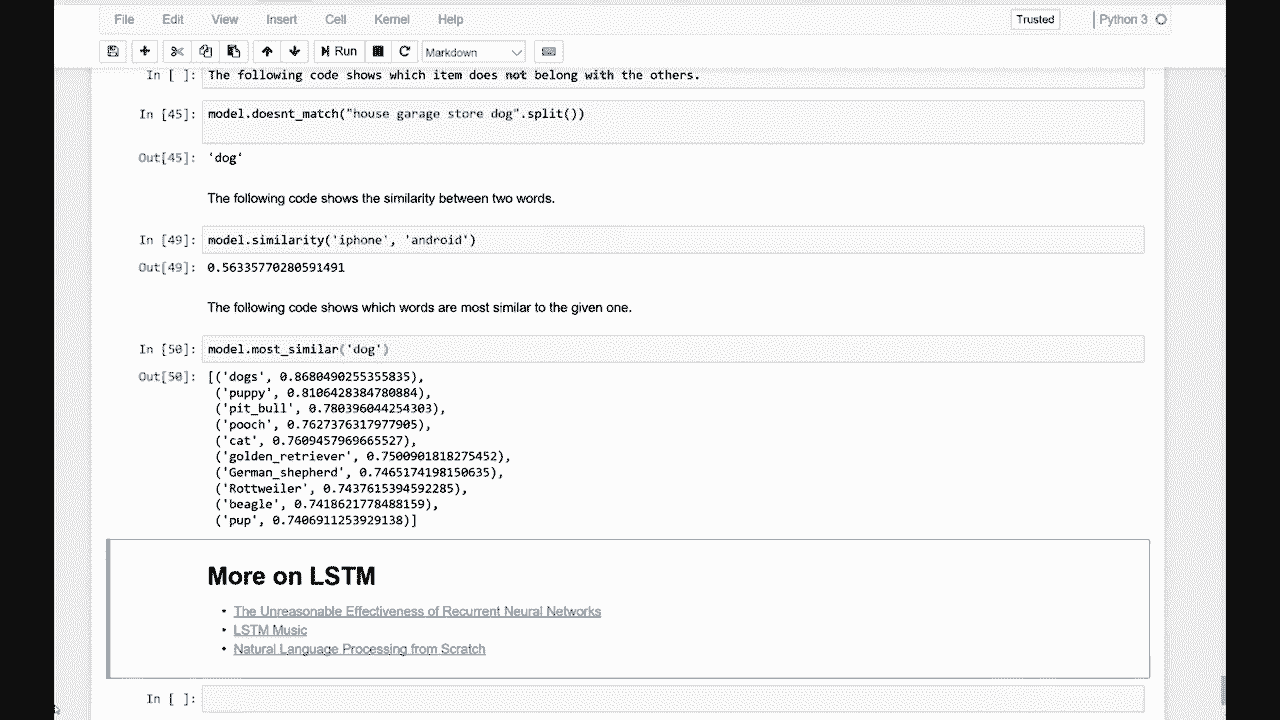 File Edit View Insert Cell Kernel Help Trusted Python 3
Run Markdown
In [ ]: The following code shows which item does not belong with the others.
In [45]: model.doesnt_match("house garage store dog".split())
Out[45]: 'dog'
The following code shows the similarity between two words.
In [49]: model.similarity('iphone', 'android')
Out[49]: 0.56335770280591491
The following code shows which words are most similar to the given one.
In [50]: model.most_similar('dog')
Out[50]: [('dogs', 0.8680490255355835),
('puppy', 0.8106428384780884),
('pit_bull', 0.780396044254303),
('pooch', 0.7627376317977905),
('cat', 0.7609457969665527),
('golden_retriever', 0.7500901818275452),
('German_shepherd', 0.7465174198150635),
('Rottweiler', 0.7437615394592285),
('beagle', 0.7418621778488159),
('pup', 0.7406911253929138)]
More on LSTM
• The Unreasonable Effectiveness of Recurrent Neural Networks
• LSTM Music
• Natural Language Processing from Scratch
In [ ]: